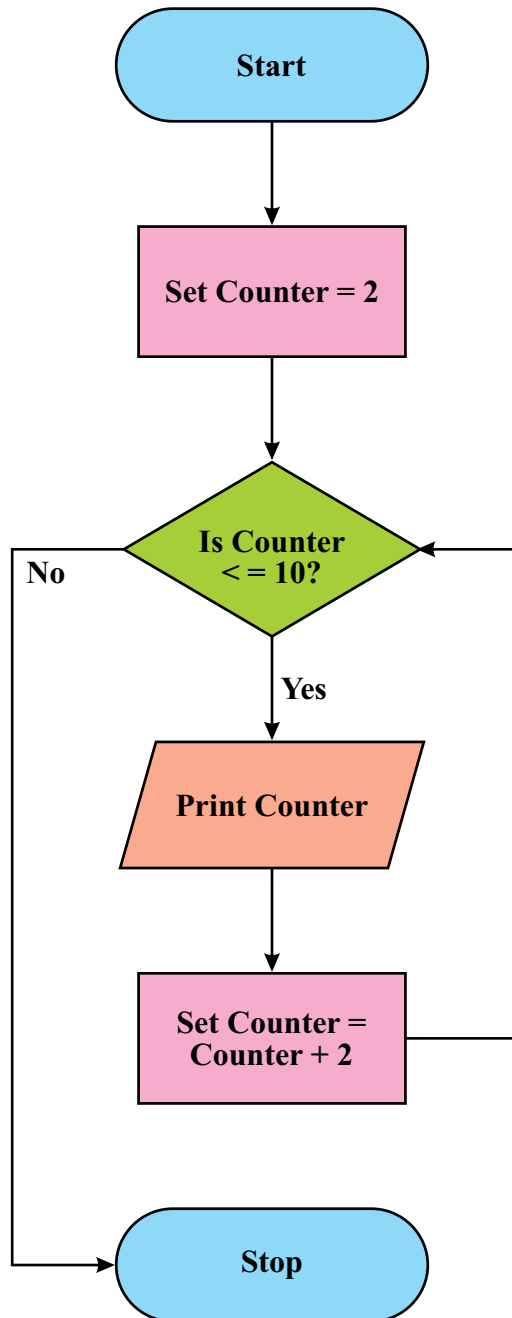 Start
Set Counter = 2
Is Counter
< = 10?
No
Yes
Print Counter
Set Counter =
Counter + 2
Stop